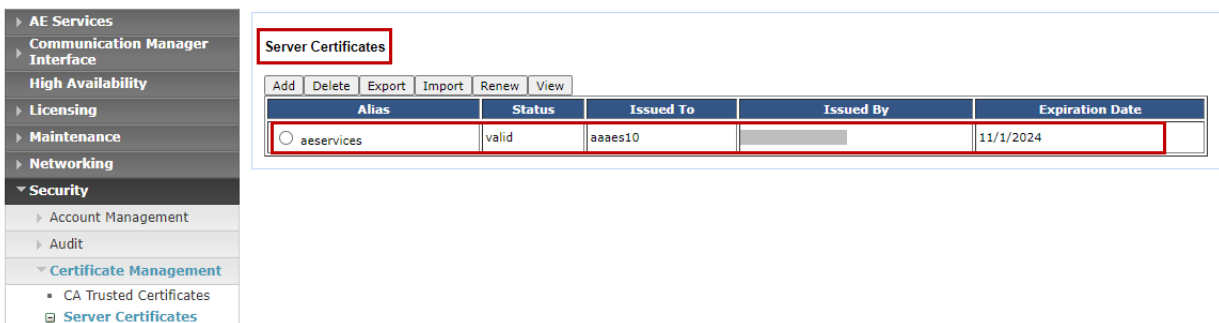 AE Services
Communication Manager
Interface
High Availability
Licensing
Maintenance
Networking
Security
Account Management
Audit
Certificate Management
CA Trusted Certificates
Server Certificates
Server Certificates
Add Delete Export Import Renew View
Alias Status Issued To Issued By Expiration Date
aeservices valid aaaes10 11/1/2024